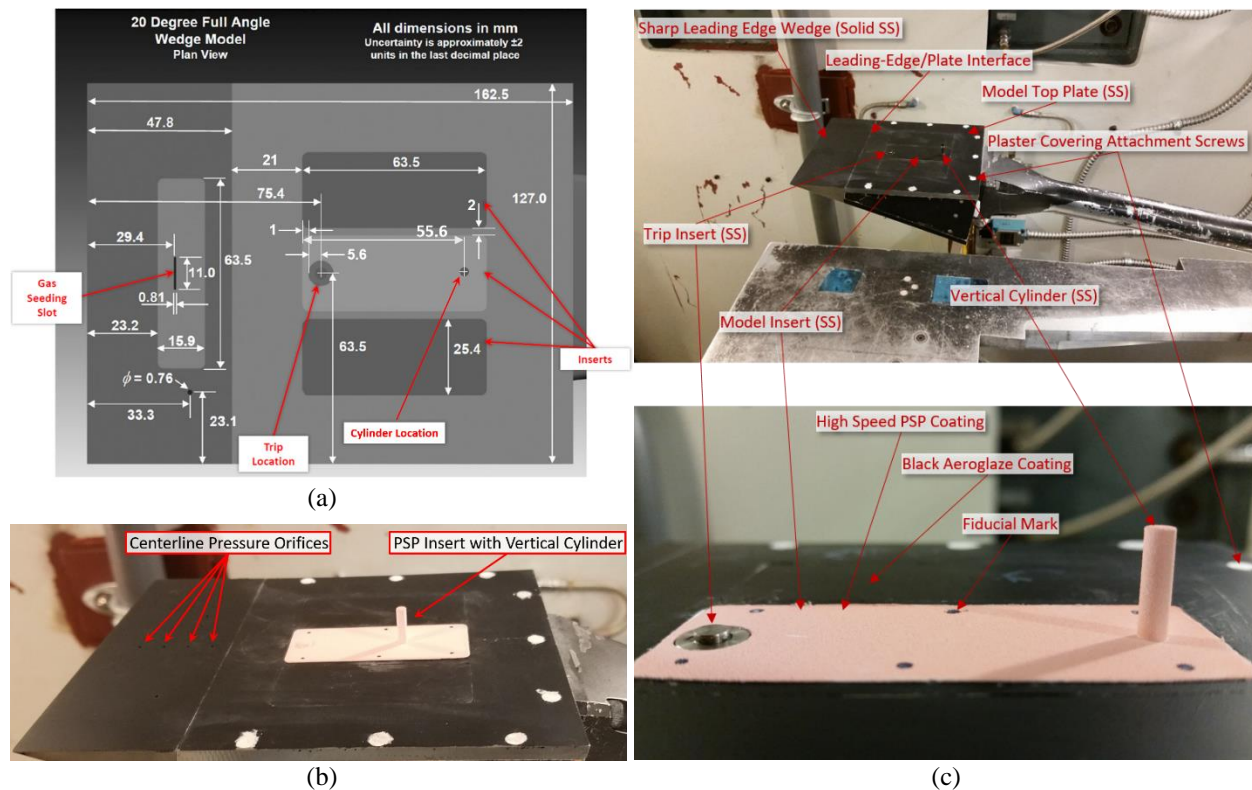 20 Degree Full Angle
Wedge Model
Plan View
All dimensions in mm
Uncertainty is approximately ±2
units in the last decimal place
162.5
47.8
21
63.5
75.4
2
127.0
1
55.6
29.4
5.6
Gas
Seeding
Slot
11.0
63.5
0.81
23.2
63.5
25.4
Inserts
15.9
ϕ = 0.76
33.3
23.1
Trip
Location
Cylinder Location
(a)
Centerline Pressure Orifices
PSP Insert with Vertical Cylinder
(b)
Sharp Leading Edge Wedge (Solid SS)
Leading-Edge/Plate Interface
Model Top Plate (SS)
Plaster Covering Attachment Screws
Trip Insert (SS)
Model Insert (SS)
Vertical Cylinder (SS)
High Speed PSP Coating
Black Aeroglaze Coating
Fiducial Mark
(c)